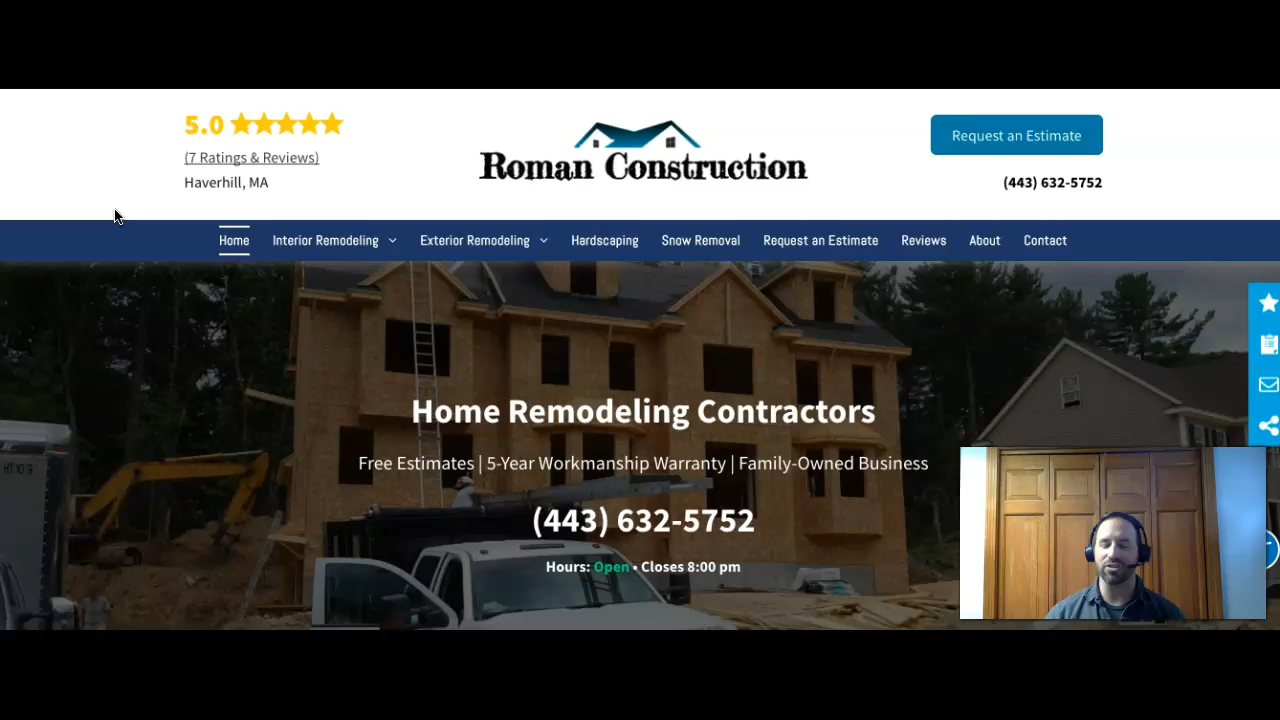 5.0
(7 Ratings & Reviews)
Haverhill, MA
Roman Construction
Request an Estimate
(443) 632-5752
Home Interior Remodeling Exterior Remodeling Hardscaping Snow Removal Request an Estimate Reviews About Contact
Home Remodeling Contractors
Free Estimates | 5-Year Workmanship Warranty | Family-Owned Business
(443) 632-5752
Hours: Open • Closes 8:00 pm